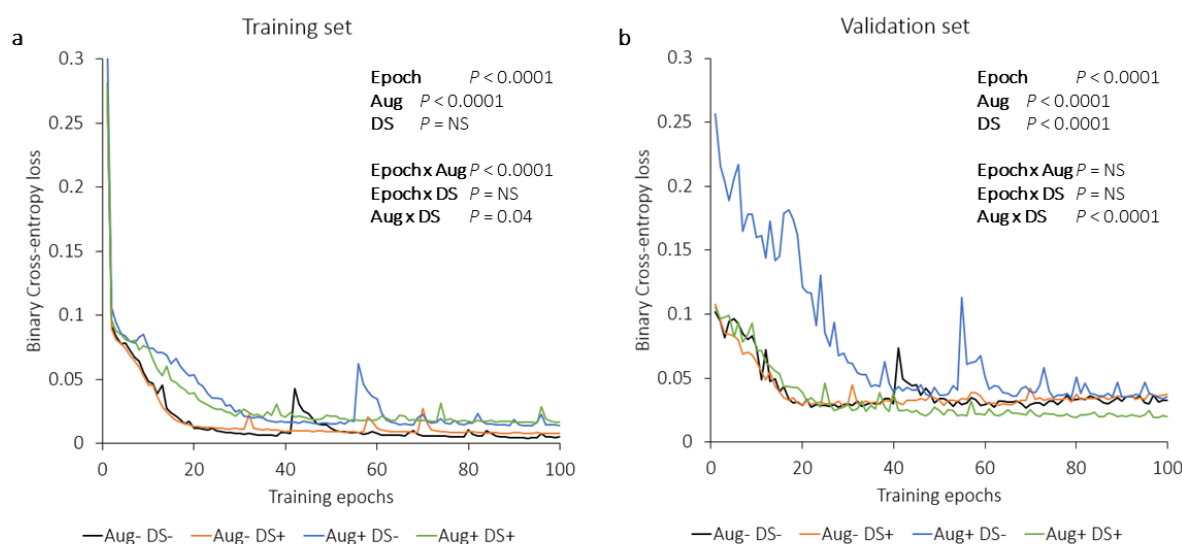 a
Training set
0.3
0.25
0.2
0.15
0.1
0.05
0
Binary Cross-entropy loss
Epoch P < 0.0001
Aug P < 0.0001
DS P = NS
Epoch x Aug P < 0.0001
Epoch x DS P = NS
Aug x DS P = 0.04
0 20 40 60 80 100
Training epochs
Aug- DS- Aug- DS+ Aug+ DS- Aug+ DS+
b
Validation set
0.3
0.25
0.2
0.15
0.1
0.05
0
Binary Cross-entropy loss
Epoch P < 0.0001
Aug P < 0.0001
DS P < 0.0001
Epoch x Aug P = NS
Epoch x DS P = NS
Aug x DS P < 0.0001
0 20 40 60 80 100
Training epochs
Aug- DS- Aug- DS+ Aug+ DS- Aug+ DS+